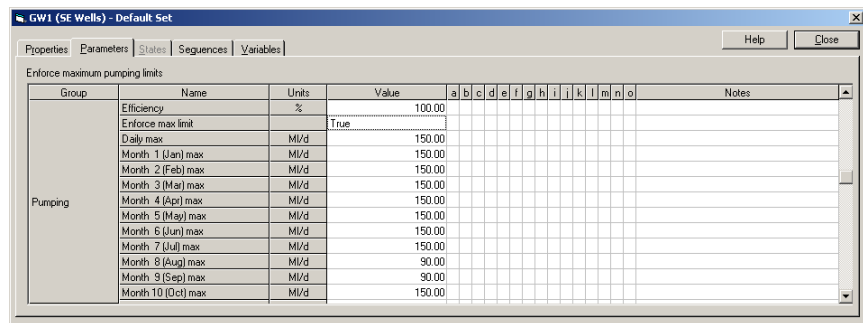 GW1 (SE Wells) - Default Set
Properties Parameters States Sequences Variables Help Close
Enforce maximum pumping limits
Group Name Units Value a b c d e f g h i j k l m n o Notes
Efficiency % 100.00
Enforce max limit True
Daily max Ml/d 150.00
Month 1 (Jan) max Ml/d 150.00
Month 2 (Feb) max Ml/d 150.00
Month 3 (Mar) max Ml/d 150.00
Pumping Month 4 (Apr) max Ml/d 150.00
Month 5 (May) max Ml/d 150.00
Month 6 (Jun) max Ml/d 150.00
Month 7 (Jul) max Ml/d 150.00
Month 8 (Aug) max Ml/d 90.00
Month 9 (Sep) max Ml/d 90.00
Month 10 (Oct) max Ml/d 150.00